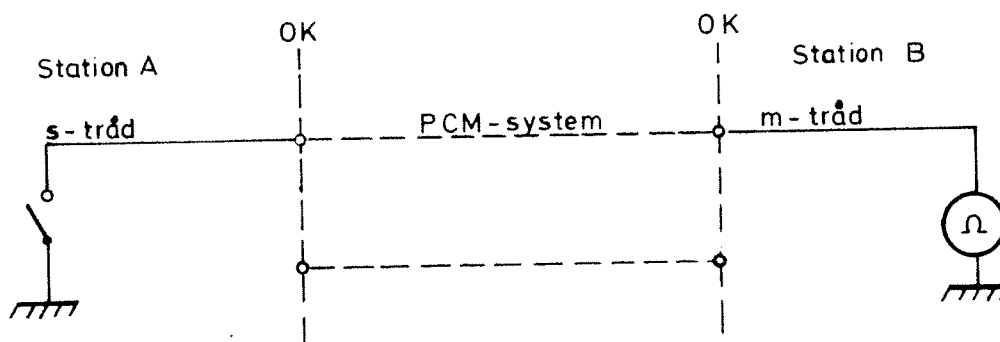 OK
OK
Station A
Station B
s-tråd
PCM-system
m-tråd
Ω